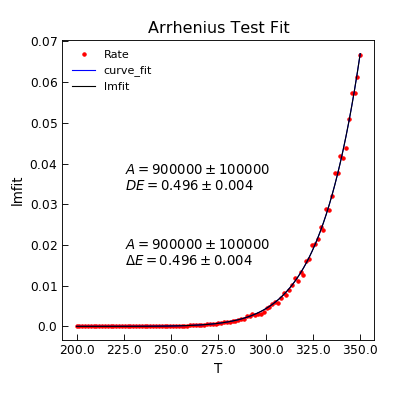 Arrhenius Test Fit
0.07
0.06
0.05
0.04
0.03
0.02
0.01
0.0
lmfit
Rate
curve_fit
lmfit
A = 900000 ± 100000
DE = 0.496 ± 0.004
A = 900000 ± 100000
ΔE = 0.496 ± 0.004
200.0 225.0 250.0 275.0 300.0 325.0 350.0
T